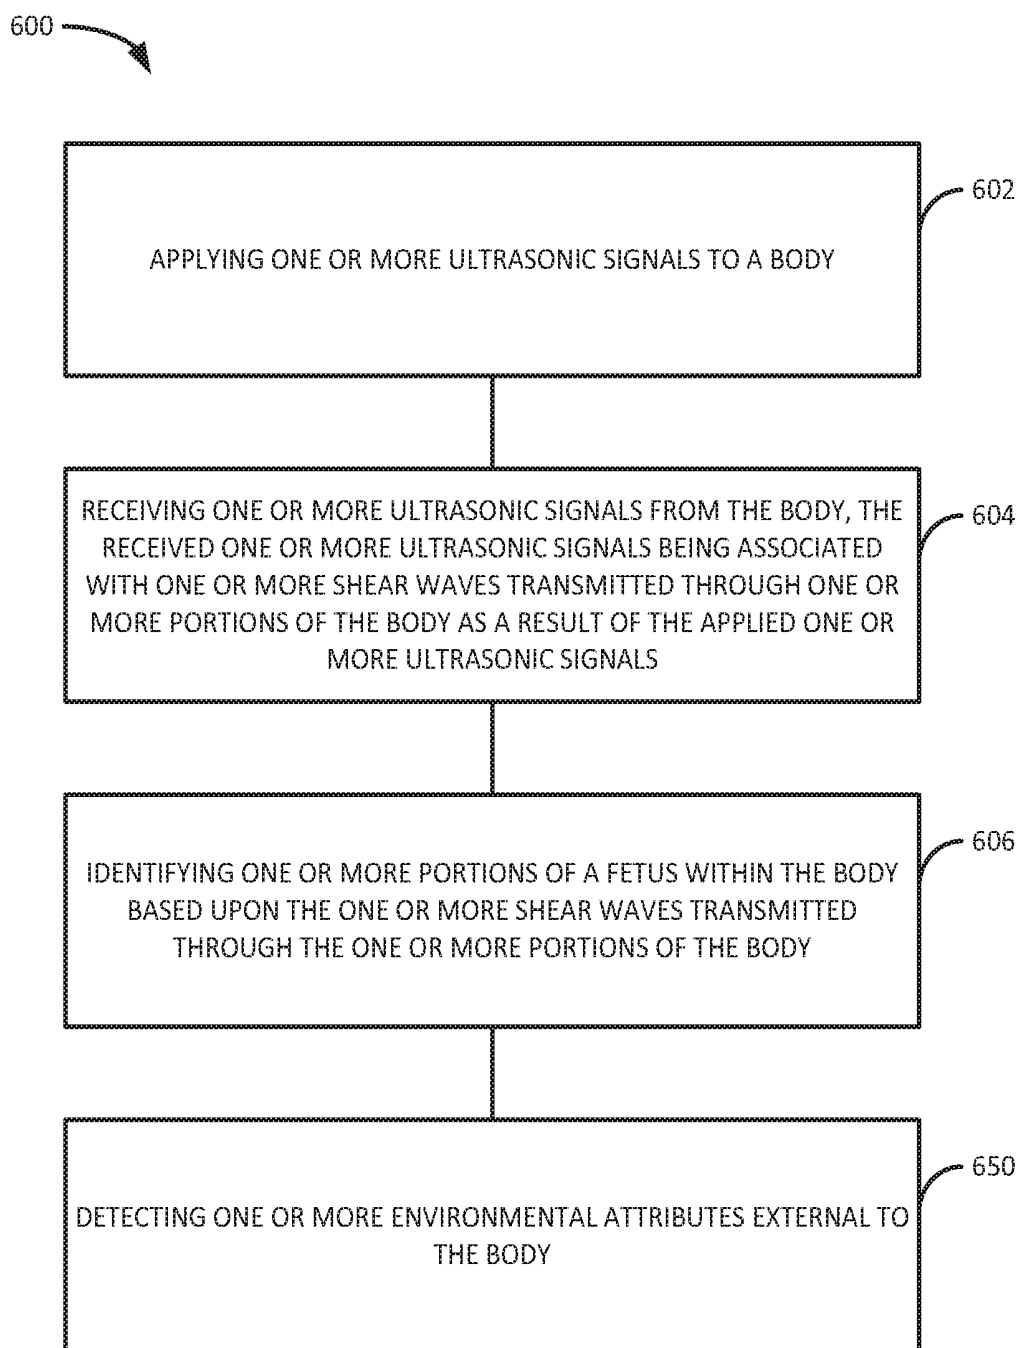 600
602
APPLYING ONE OR MORE ULTRASONIC SIGNALS TO A BODY
604
RECEIVING ONE OR MORE ULTRASONIC SIGNALS FROM THE BODY, THE
RECEIVED ONE OR MORE ULTRASONIC SIGNALS BEING ASSOCIATED
WITH ONE OR MORE SHEAR WAVES TRANSMITTED THROUGH ONE OR
MORE PORTIONS OF THE BODY AS A RESULT OF THE APPLIED ONE OR
MORE ULTRASONIC SIGNALS
606
IDENTIFYING ONE OR MORE PORTIONS OF A FETUS WITHIN THE BODY
BASED UPON THE ONE OR MORE SHEAR WAVES TRANSMITTED
THROUGH THE ONE OR MORE PORTIONS OF THE BODY
650
DETECTING ONE OR MORE ENVIRONMENTAL ATTRIBUTES EXTERNAL TO
THE BODY